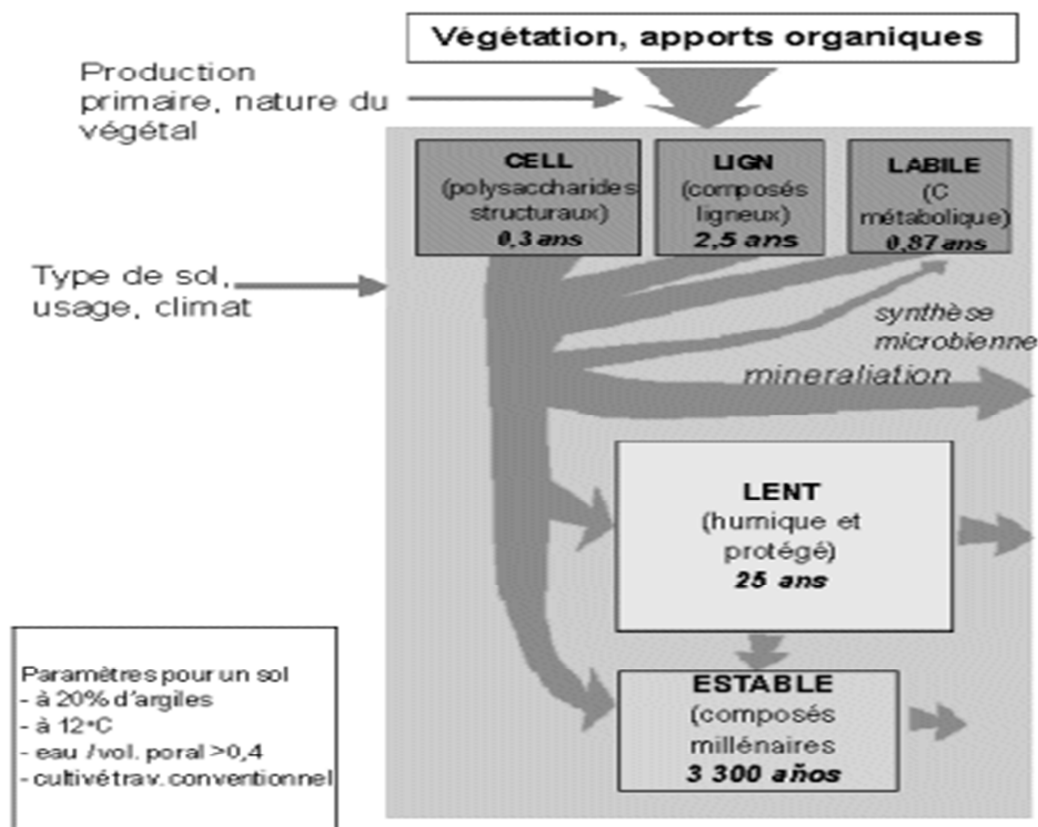 Végétation, apports organiques
Production
primaire, nature du
végétal
CELL
(polysaccharides
structuraux)
0,3 ans
LIGN
(composés
ligneux)
2,5 ans
LABILE
(C
métabolique)
0,87 ans
Type de sol,
usage, climat
synthèse
microbienne
mineraliation
LENT
(humique et
protégé)
25 ans
ESTABLE
(composés
millénaires
3 300 años
Paramètres pour un sol
- à 20% d'argiles
- à 12°C
- eau /vol. poral >0,4
- cultivé trav. conventionnel